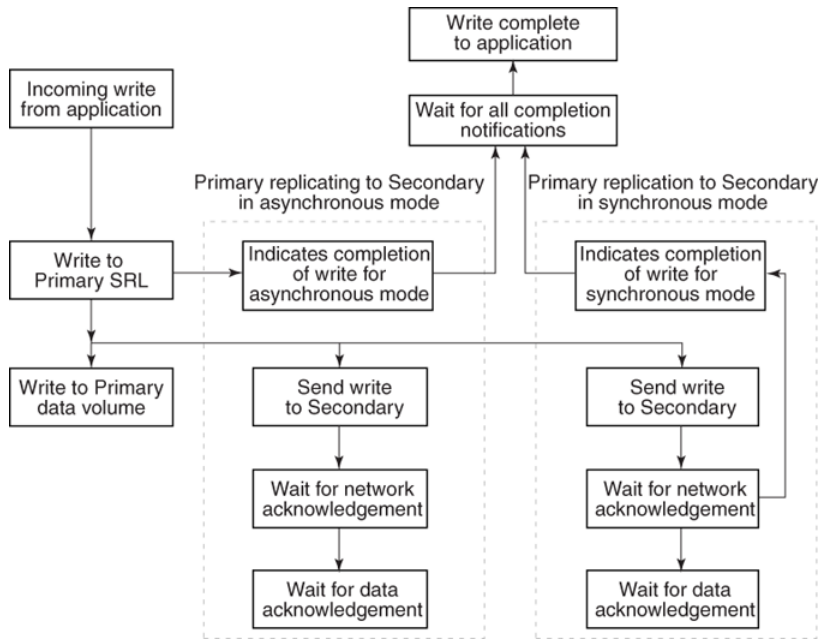 Write complete
to application
Incoming write
from application
Wait for all completion
notifications
Primary replicating to Secondary
in asynchronous mode
Primary replication to Secondary
in synchronous mode
Write to
Primary SRL
Indicates completion
of write for
asynchronous mode
Indicates completion
of write for
synchronous mode
Write to Primary
data volume
Send write
to Secondary
Send write
to Secondary
Wait for network
acknowledgement
Wait for network
acknowledgement
Wait for data
acknowledgement
Wait for data
acknowledgement